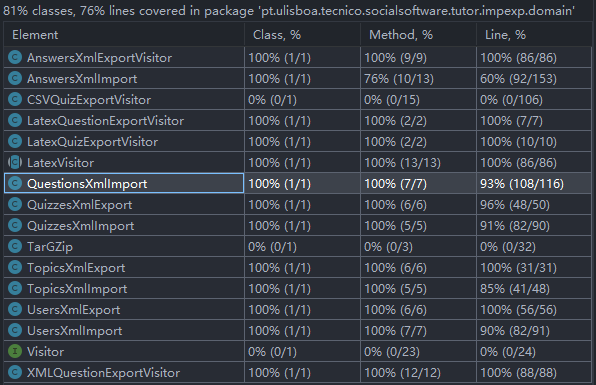 81% classes, 76% lines covered in package 'pt.ulisboa.tecnico.socialsoftware.tutor.impexp.domain'
Element Class, % Method, % Line, %
AnswersXmlExportVisitor 100% (1/1) 100% (9/9) 100% (86/86)
AnswersXmlImport 100% (1/1) 76% (10/13) 60% (92/153)
CSVQuizExportVisitor 0% (0/1) 0% (0/15) 0% (0/106)
LatexQuestionExportVisitor 100% (1/1) 100% (2/2) 100% (7/7)
LatexQuizExportVisitor 100% (1/1) 100% (2/2) 100% (10/10)
LatexVisitor 100% (1/1) 100% (13/13) 100% (86/86)
QuestionsXmlImport 100% (1/1) 100% (7/7) 93% (108/116)
QuizzesXmlExport 100% (1/1) 100% (6/6) 96% (48/50)
QuizzesXmlImport 100% (1/1) 100% (5/5) 91% (82/90)
TarGZip 0% (0/1) 0% (0/3) 0% (0/32)
TopicsXmlExport 100% (1/1) 100% (6/6) 100% (31/31)
TopicsXmlImport 100% (1/1) 100% (5/5) 85% (41/48)
UsersXmlExport 100% (1/1) 100% (6/6) 100% (56/56)
UsersXmlImport 100% (1/1) 100% (7/7) 90% (82/91)
Visitor 0% (0/1) 0% (0/23) 0% (0/24)
XMLQuestionExportVisitor 100% (1/1) 100% (12/12) 100% (88/88)